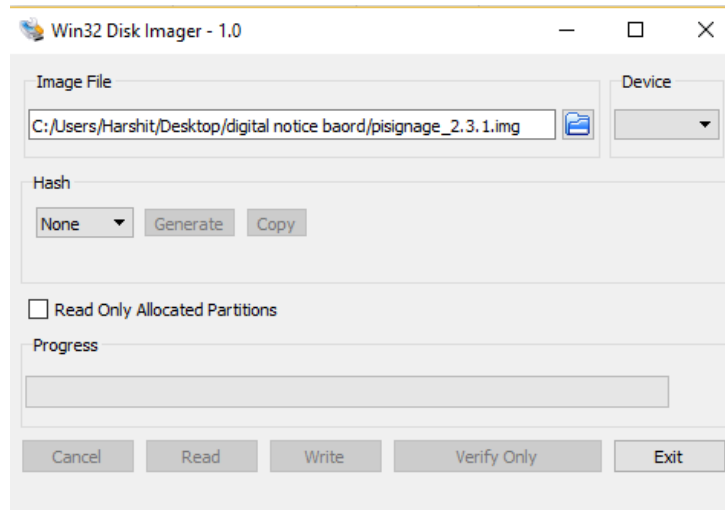 Win32 Disk Imager - 1.0
Image File
Device
C:/Users/Harshit/Desktop/digital notice baord/pisignage_2.3.1.img
Hash
None Generate Copy
Read Only Allocated Partitions
Progress
Cancel Read Write Verify Only Exit